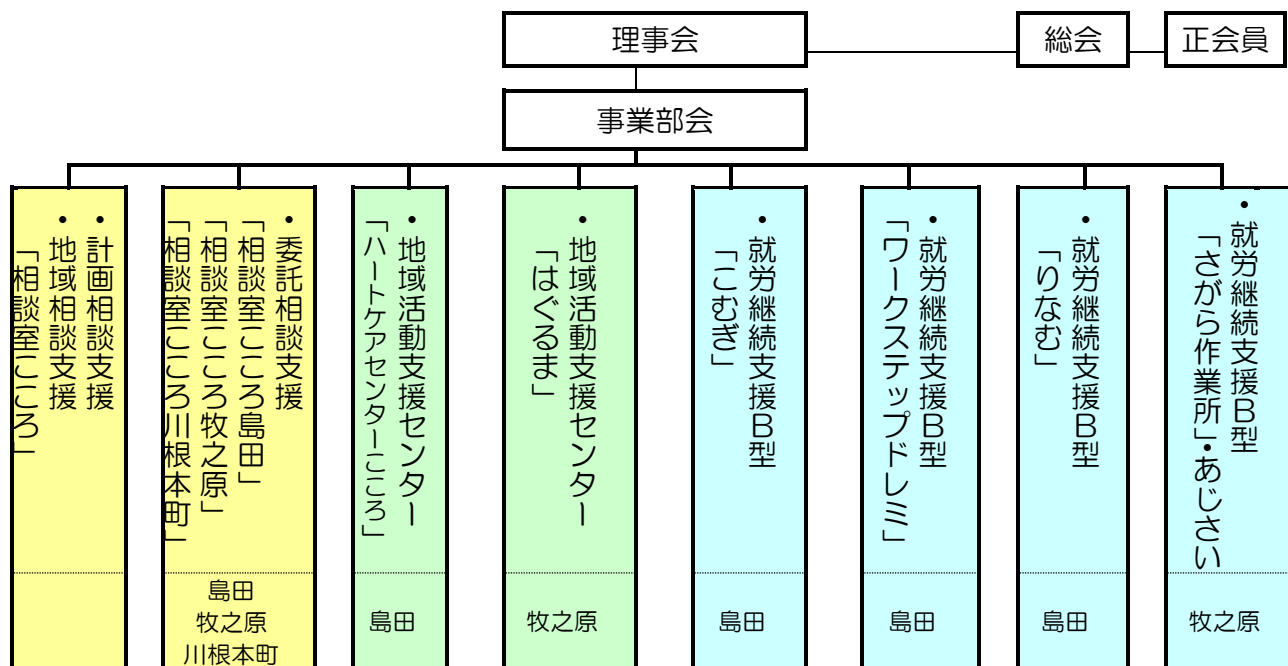 理事会
総会
正会員
事業部会
・計画相談支援
・地域相談支援
「相談室こころ」
・委託相談支援
「相談室こころ島田」
「相談室こころ牧之原」
「相談室こころ川根本町」
島田
牧之原
川根本町
・地域活動支援センター
「ハートケアセンターこころ」
島田
・地域活動支援センター
「はぐるま」
牧之原
・就労継続支援B型
「こむぎ」
島田
・就労継続支援B型
「ワークステップドレミ」
島田
・就労継続支援B型
「りなむ」
島田
・就労継続支援B型
「さがら作業所」・あじさい
牧之原